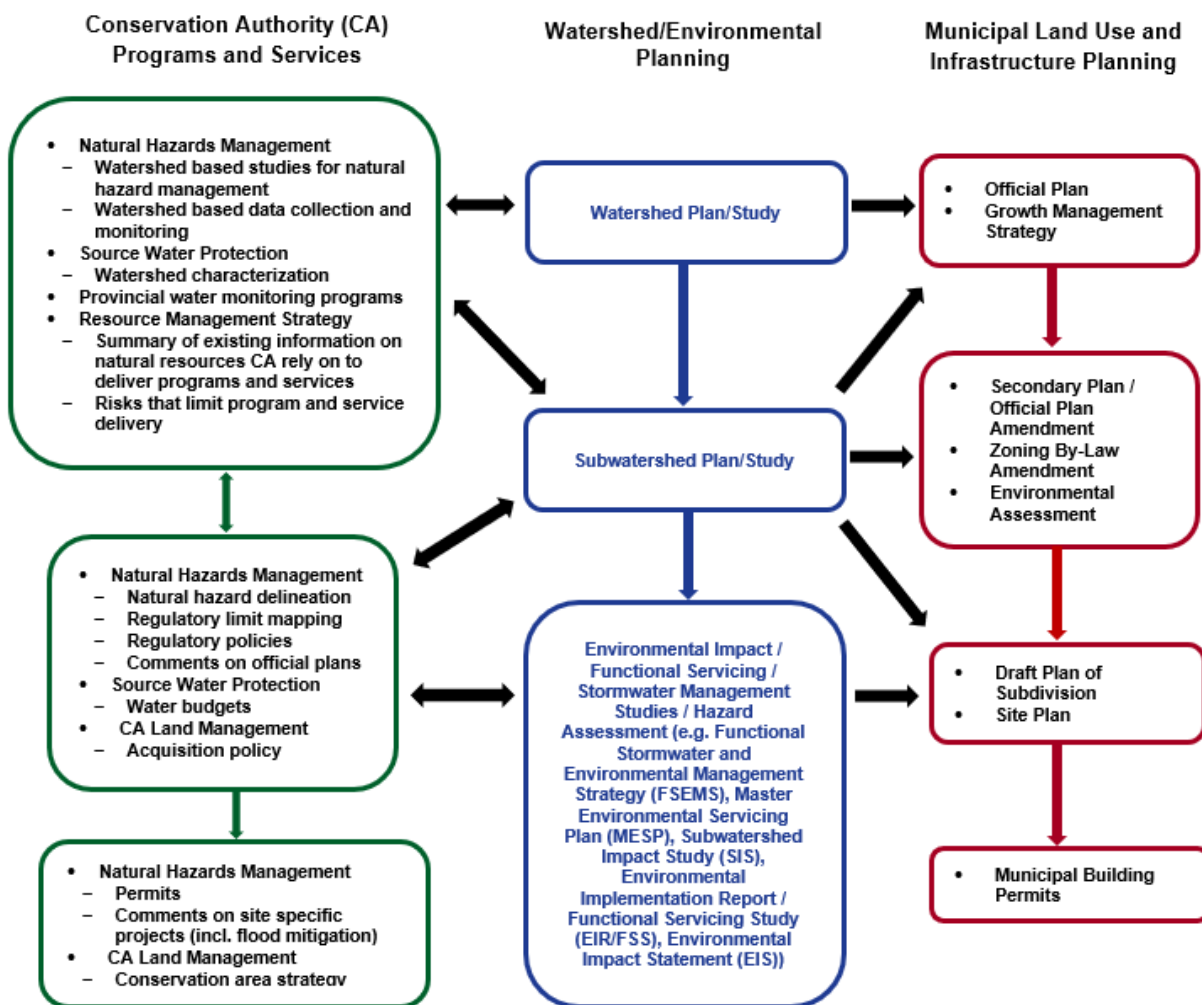 Conservation Authority (CA)
Programs and Services
Watershed/Environmental
Planning
Municipal Land Use and
Infrastructure Planning
• Natural Hazards Management
– Watershed based studies for natural
hazard management
– Watershed based data collection and
monitoring
• Source Water Protection
– Watershed characterization
• Provincial water monitoring programs
• Resource Management Strategy
– Summary of existing information on
natural resources CA rely on to
deliver programs and services
– Risks that limit program and service
delivery
Watershed Plan/Study
• Official Plan
• Growth Management
Strategy
Subwatershed Plan/Study
• Secondary Plan /
Official Plan
Amendment
• Zoning By-Law
Amendment
• Environmental
Assessment
• Natural Hazards Management
– Natural hazard delineation
– Regulatory limit mapping
– Regulatory policies
– Comments on official plans
• Source Water Protection
– Water budgets
• CA Land Management
– Acquisition policy
Environmental Impact /
Functional Servicing /
Stormwater Management
Studies / Hazard
Assessment (e.g. Functional
Stormwater and
Environmental Management
Strategy (FSEMS), Master
Environmental Servicing
Plan (MESP), Subwatershed
Impact Study (SIS),
Environmental
Implementation Report /
Functional Servicing Study
(EIR/FSS), Environmental
Impact Statement (EIS))
• Draft Plan of
Subdivision
• Site Plan
• Natural Hazards Management
– Permits
– Comments on site specific
projects (incl. flood mitigation)
• CA Land Management
– Conservation area strategy
• Municipal Building
Permits